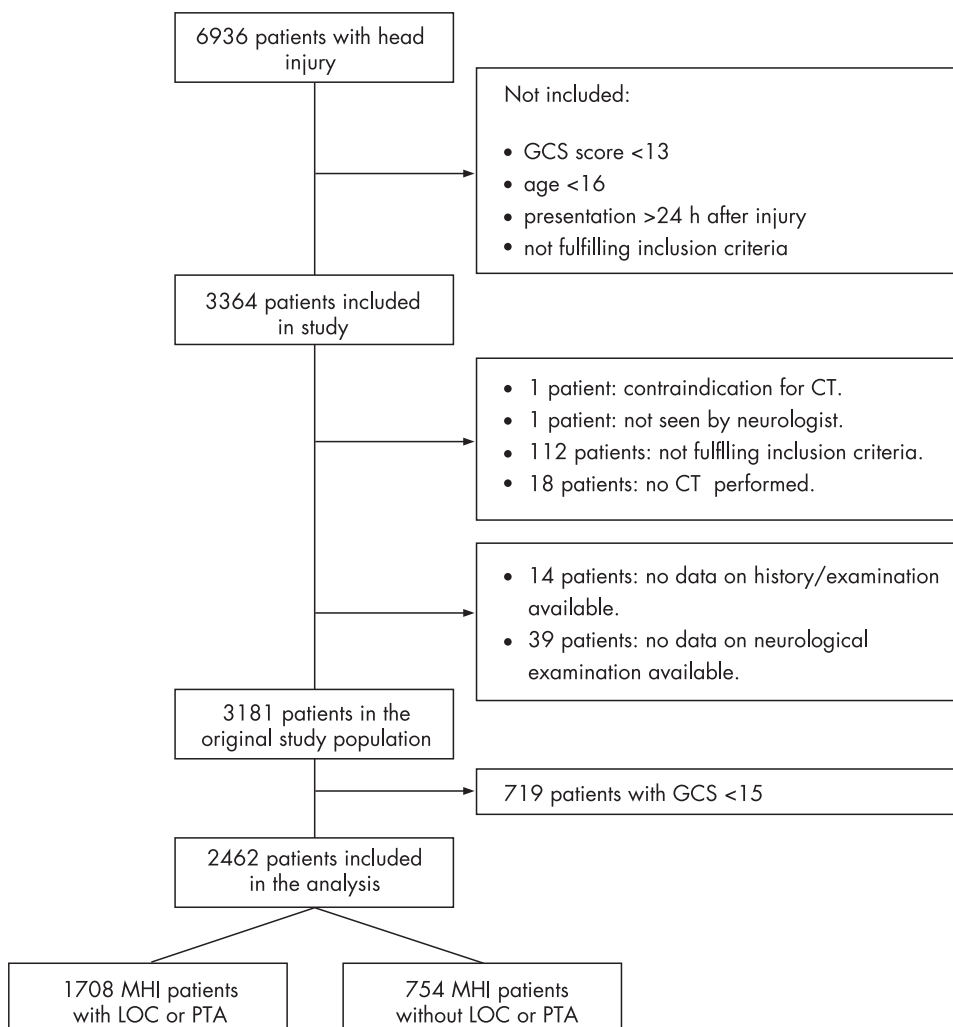 6936 patients with head
injury
Not included:
• GCS score <13
• age <16
• presentation >24 h after injury
• not fulfilling inclusion criteria
3364 patients included
in study
• 1 patient: contraindication for CT.
• 1 patient: not seen by neurologist.
• 112 patients: not fulflling inclusion criteria.
• 18 patients: no CT performed.
• 14 patients: no data on history/examination
available.
• 39 patients: no data on neurological
examination available.
3181 patients in the
original study population
719 patients with GCS <15
2462 patients included
in the analysis
1708 MHI patients
with LOC or PTA
754 MHI patients
without LOC or PTA